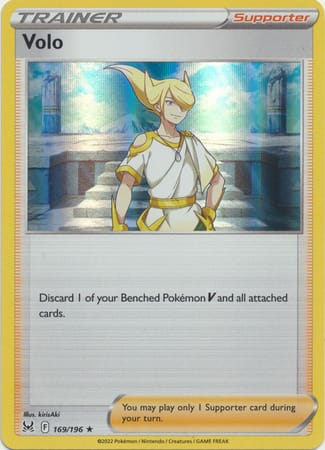 TRAINER
Supporter
Volo
Discard 1 of your Benched Pokémon V and all attached
cards.
Illus. kirisAki
F 169/196 ★
You may play only 1 Supporter card during
your turn.
©2022 Pokémon / Nintendo / Creatures / GAME FREAK